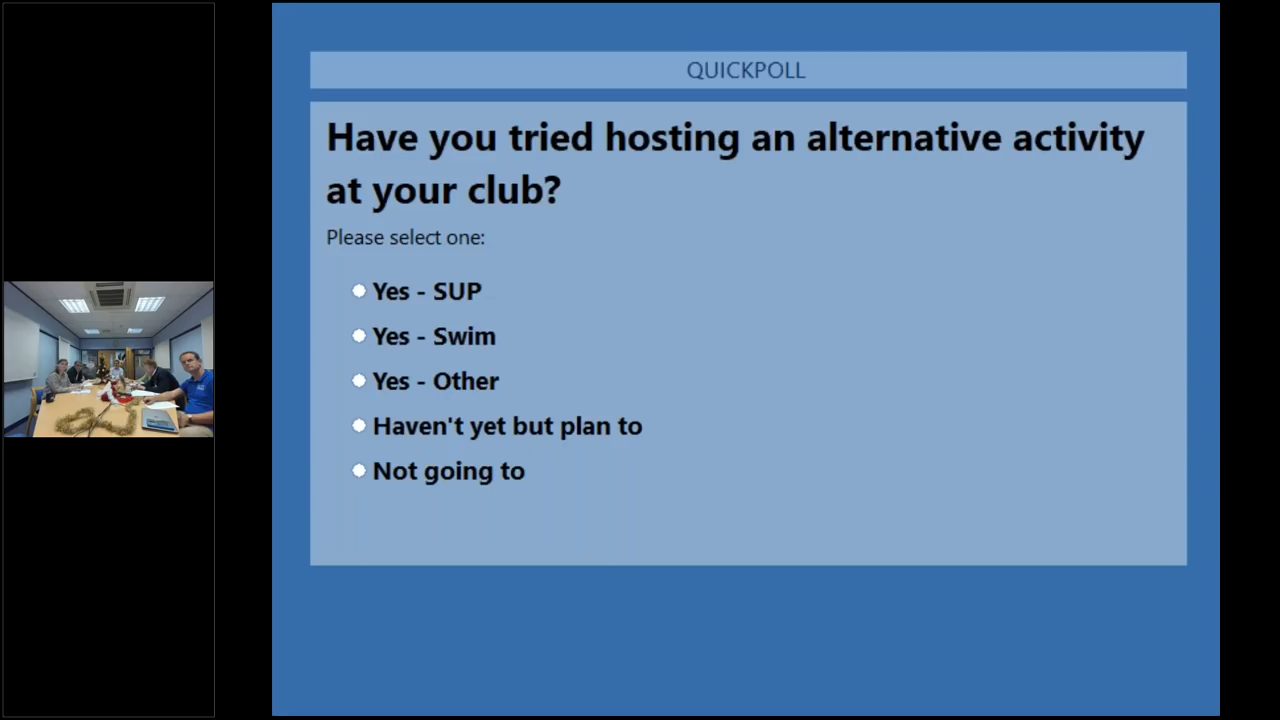 QUICKPOLL
Have you tried hosting an alternative activity
at your club?
Please select one:
Yes - SUP
Yes - Swim
Yes - Other
Haven't yet but plan to
Not going to